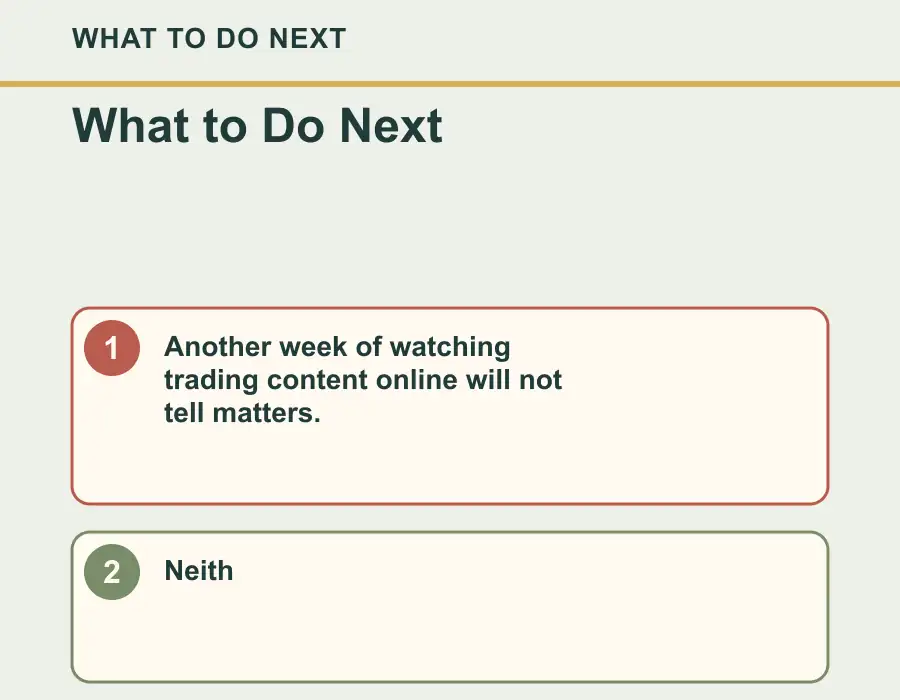 WHAT TO DO NEXT
What to Do Next
1
Another week of watching
trading content online will not
tell matters.
2
Neith